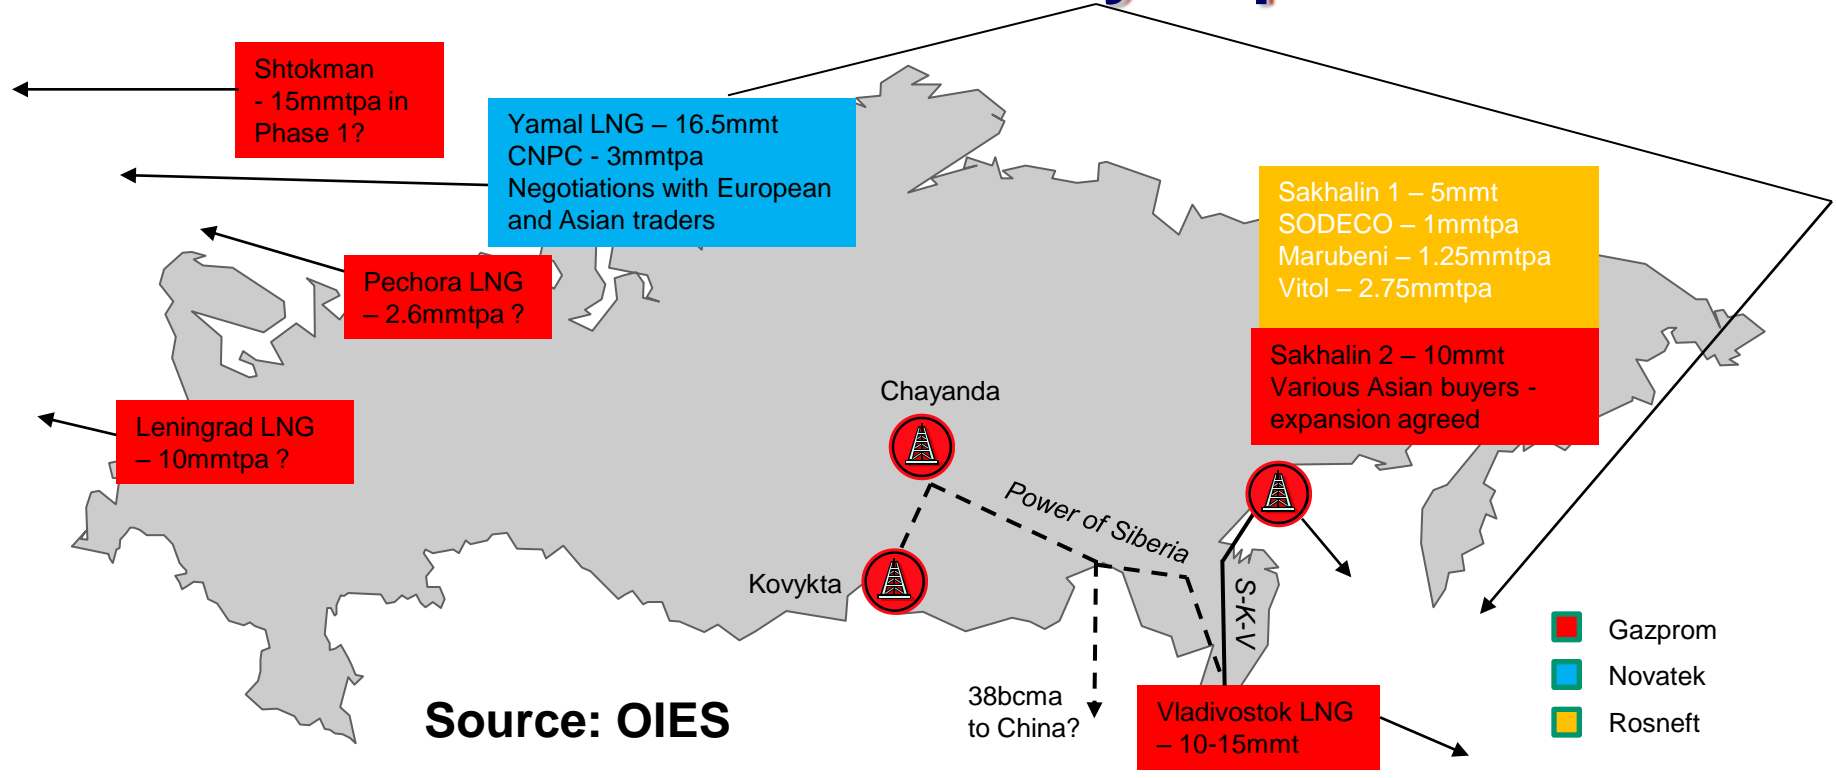 Shtokman
- 15mmtpa in
Phase 1?
Yamal LNG – 16.5mmt
CNPC - 3mmtpa
Negotiations with European
and Asian traders
Sakhalin 1 – 5mmt
SODECO – 1mmtpa
Marubeni – 1.25mmtpa
Vitol – 2.75mmtpa
Pechora LNG
– 2.6mmtpa ?
Sakhalin 2 – 10mmt
Various Asian buyers -
expansion agreed
Leningrad LNG
– 10mmtpa ?
Chayanda
Power of Siberia
Kovykta
S-K-V
38bcma
to China?
Vladivostok LNG
– 10-15mmt
Gazprom
Novatek
Rosneft
Source: OIES